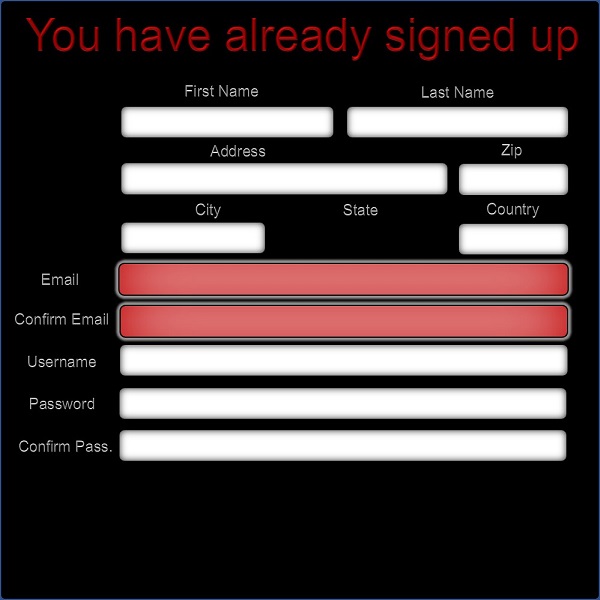 You have already signed up
First Name Last Name
Address Zip
City State Country
Email
Confirm Email
Username
Password
Confirm Pass.